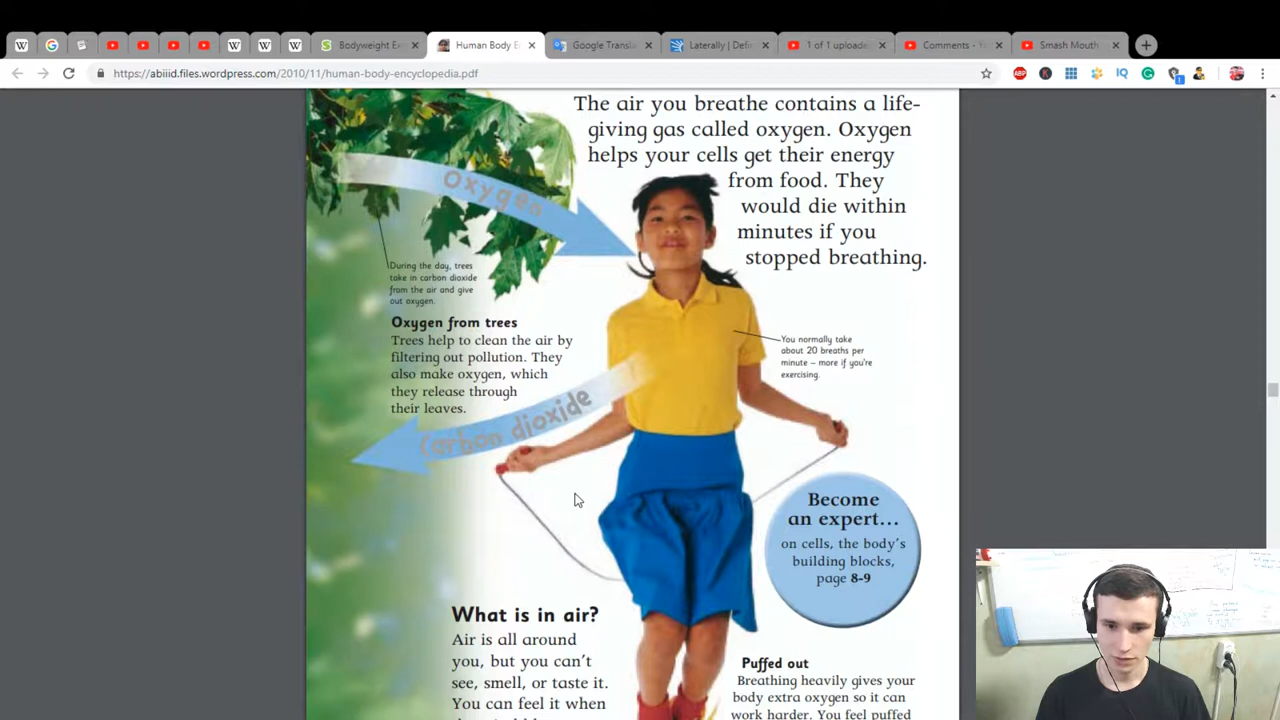 Bodyweight Ex
Human Body E
Google Transla
Laterally | Defin
1 of 1 uploade
Comments - Y
Smash Mouth
https://abiiid.files.wordpress.com/2010/11/human-body-encyclopedia.pdf
The air you breathe contains a life-
giving gas called oxygen. Oxygen
helps your cells get their energy
from food. They
would die within
minutes if you
stopped breathing.
Oxygen
During the day, trees
take in carbon dioxide
from the air and give
out oxygen.
Oxygen from trees
Trees help to clean the air by
filtering out pollution. They
also make oxygen, which
they release through
their leaves.
You normally take
about 20 breaths per
minute – more if you're
exercising.
Carbon dioxide
Become
an expert...
on cells, the body's
building blocks,
page 8-9
What is in air?
Air is all around
you, but you can't
see, smell, or taste it.
You can feel it when
Puffed out
Breathing heavily gives your
body extra oxygen so it can
work harder. You feel puffed